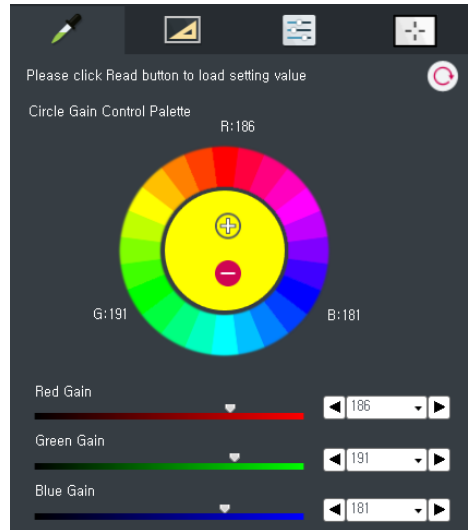 Please click Read button to load setting value
Circle Gain Control Palette
R:186
G:191
B:181
Red Gain
186
Green Gain
191
Blue Gain
181